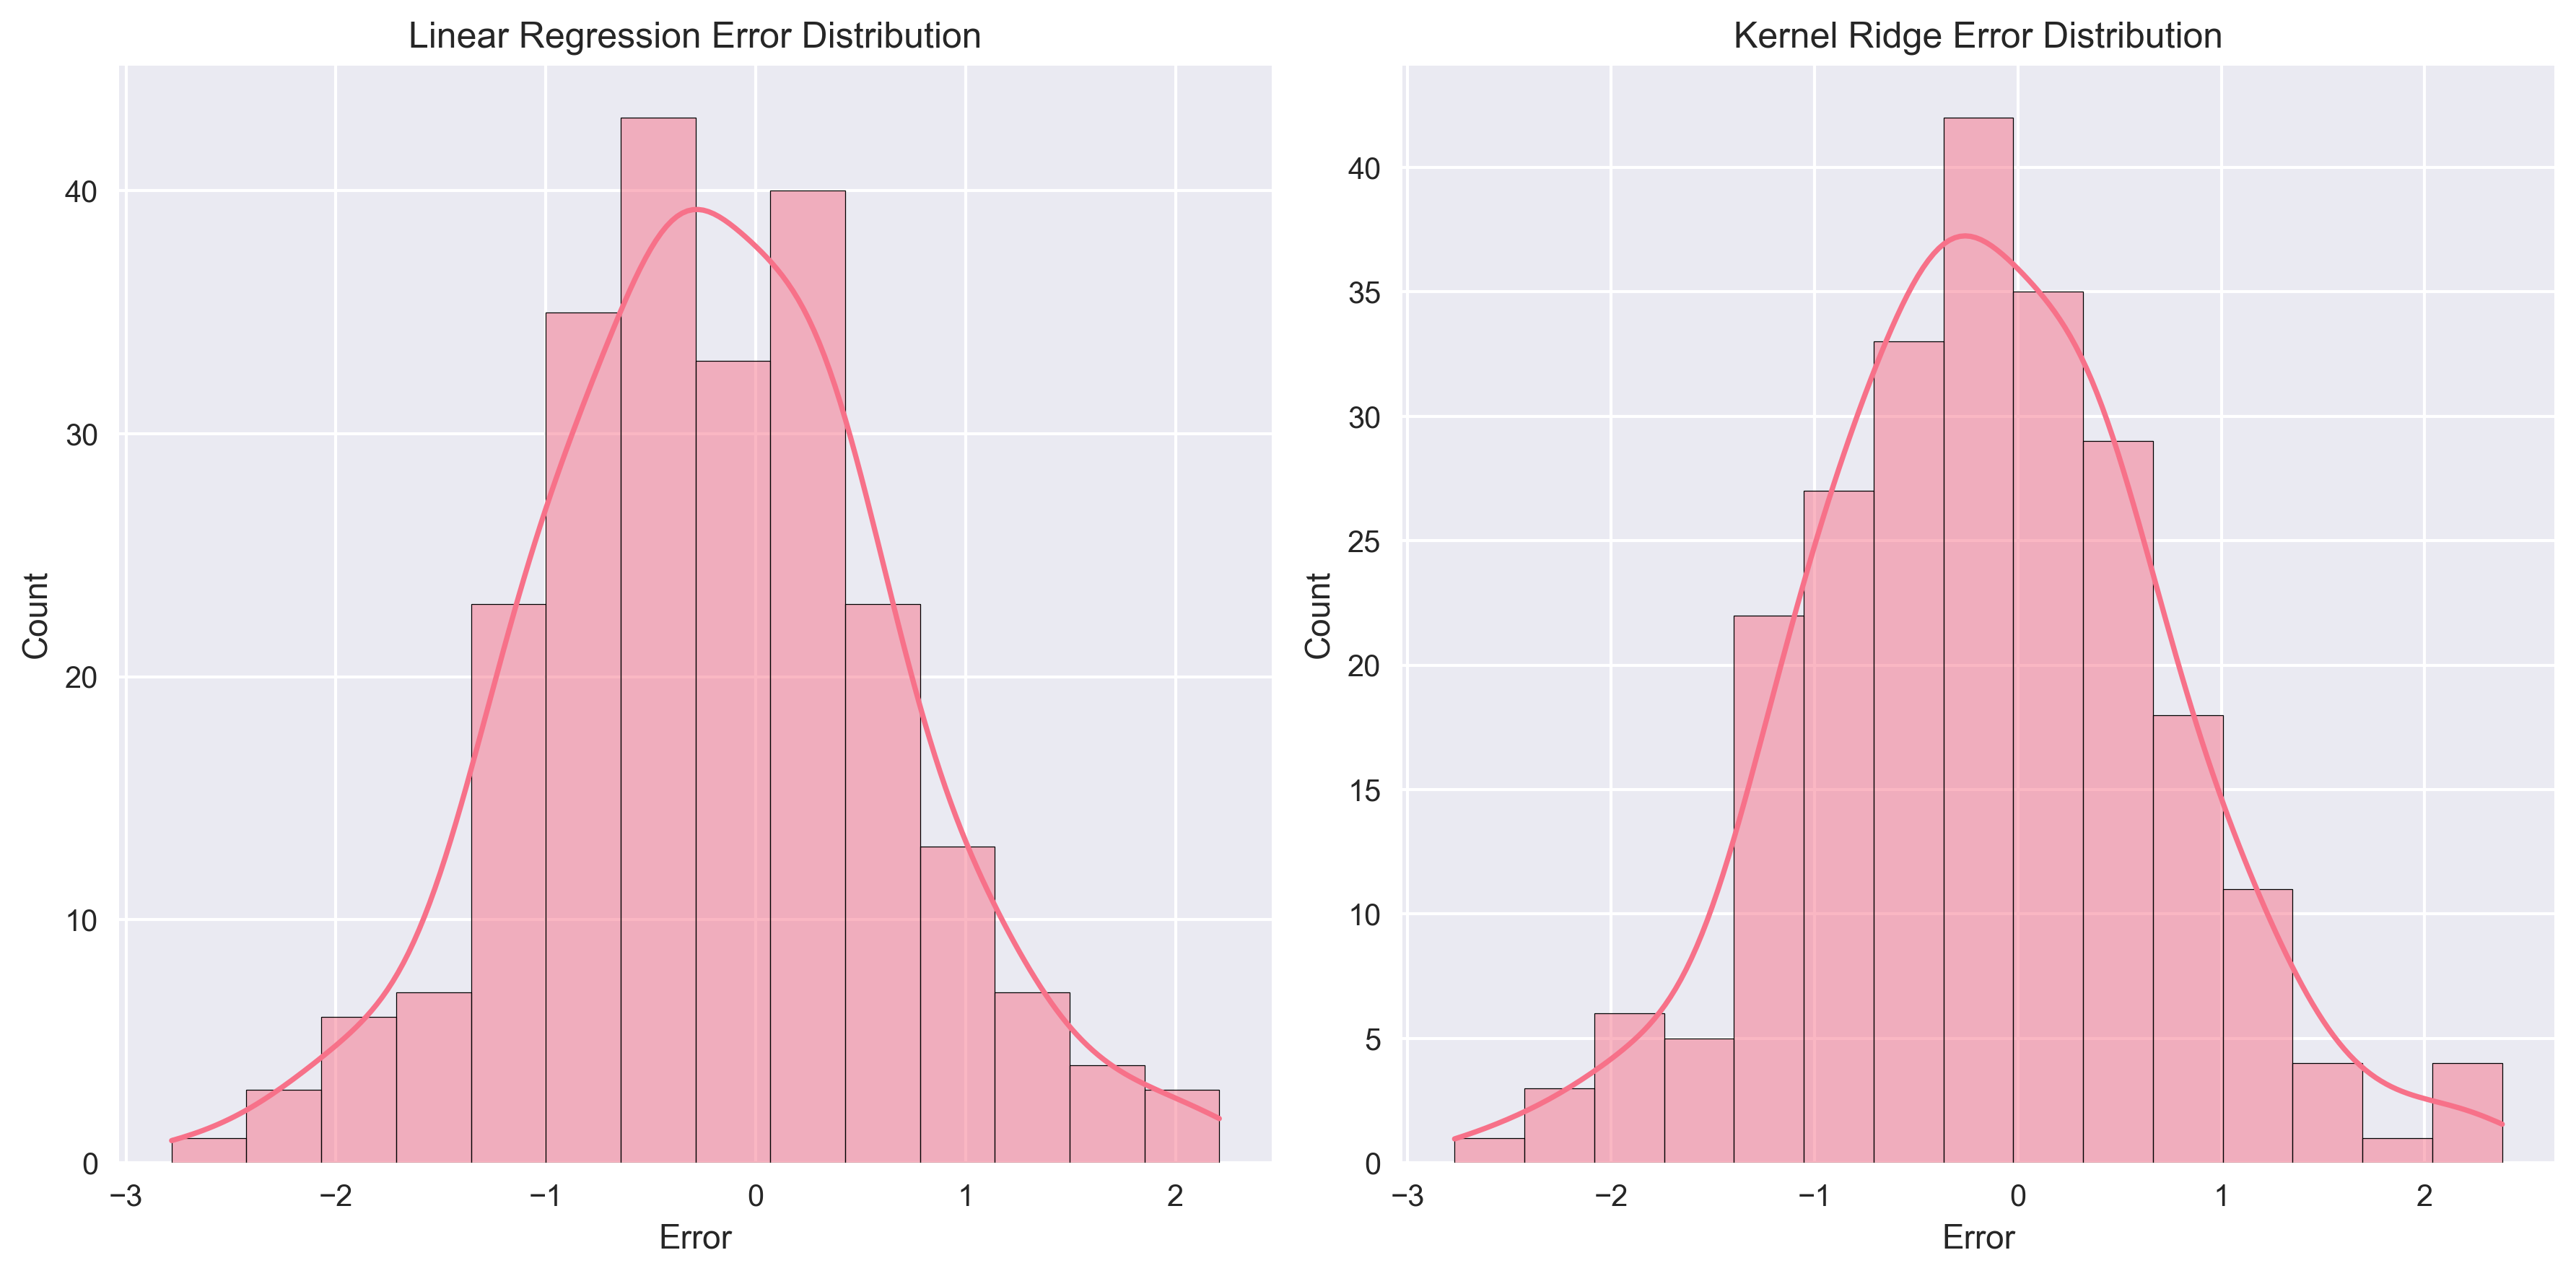 Linear Regression Error Distribution
Count
40
30
20
10
0
−3 −2 −1 0 1 2
Error
Kernel Ridge Error Distribution
Count
40
35
30
25
20
15
10
5
0
−3 −2 −1 0 1 2
Error